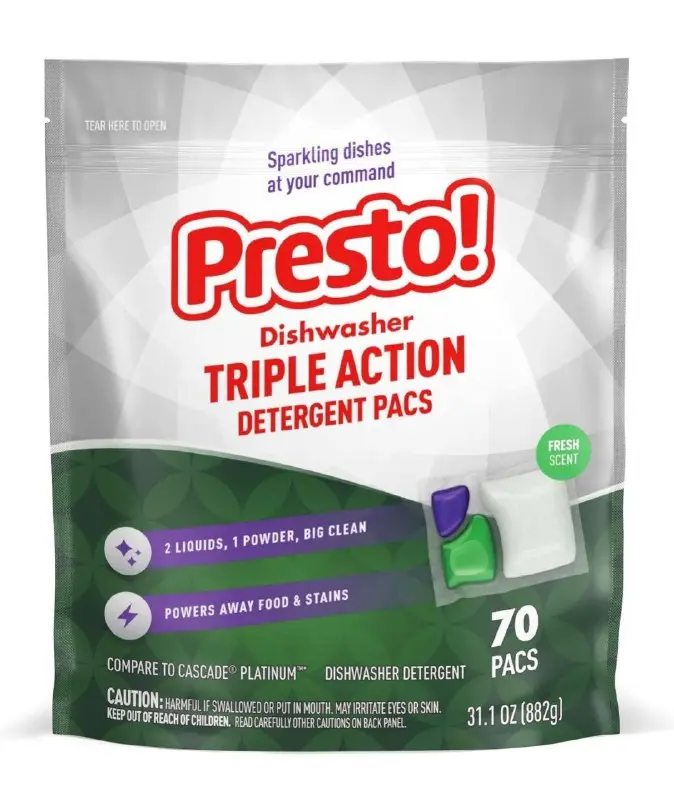 TEAR HERE TO OPEN
Sparkling dishes
at your command
Presto!
Dishwasher
TRIPLE ACTION
DETERGENT PACS
FRESH
SCENT
2 LIQUIDS, 1 POWDER, BIG CLEAN
POWERS AWAY FOOD & STAINS
70
PACS
COMPARE TO CASCADE® PLATINUM™* DISHWASHER DETERGENT
CAUTION: HARMFUL IF SWALLOWED OR PUT IN MOUTH. MAY IRRITATE EYES OR SKIN.
KEEP OUT OF REACH OF CHILDREN. READ CAREFULLY OTHER CAUTIONS ON BACK PANEL.
31.1 OZ (882g)